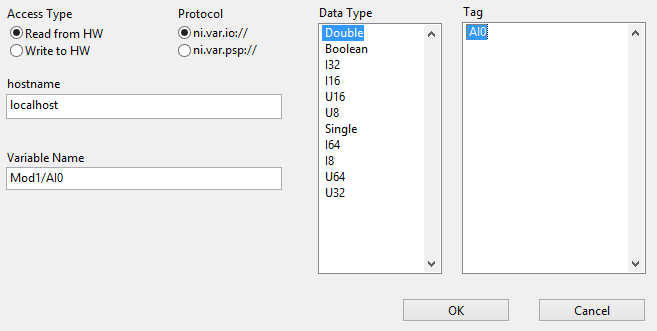 Access Type
Read from HW
Write to HW
Protocol
ni.var.io://
ni.var.psp://
hostname
localhost
Variable Name
Mod1/AI0
Data Type
Double
Boolean
I32
I16
U16
U8
Single
I64
I8
U64
U32
Tag
AI0
OK
Cancel